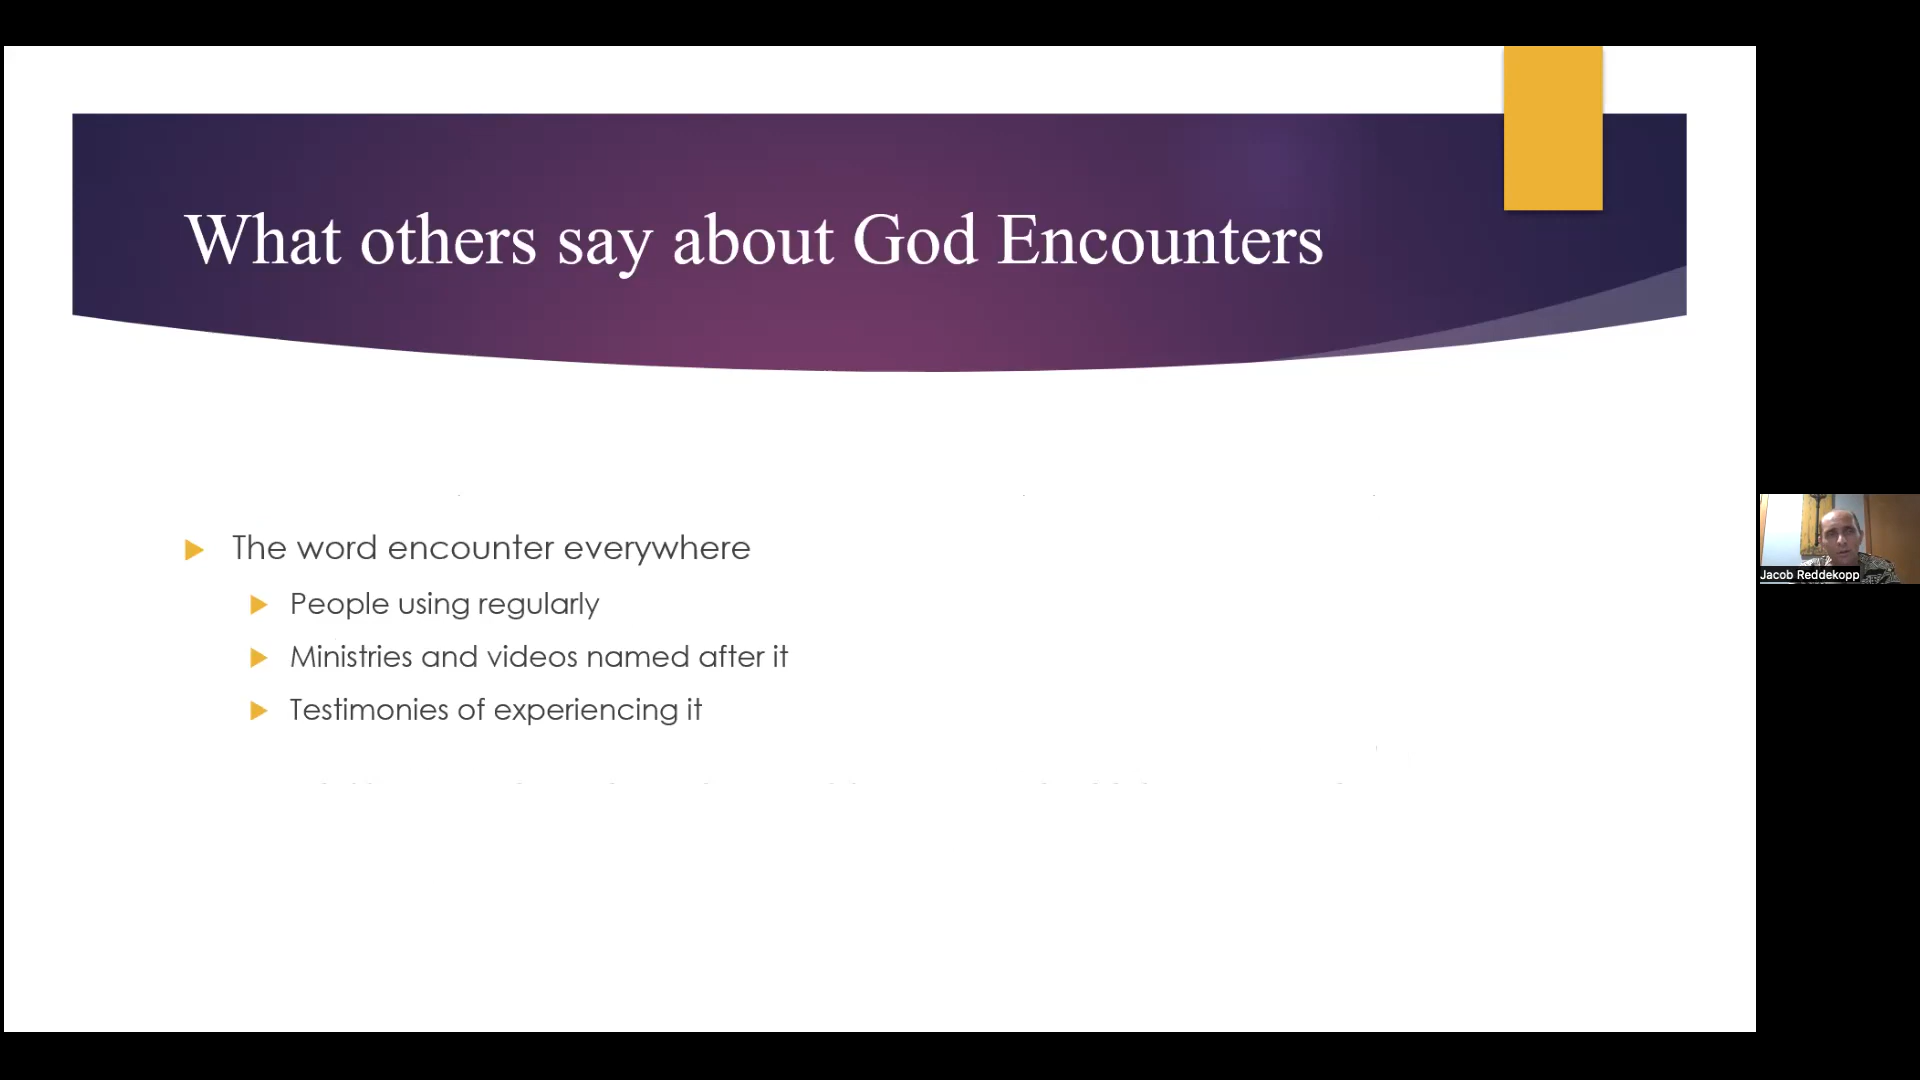 What others say about God Encounters
The word encounter everywhere
People using regularly
Ministries and videos named after it
Testimonies of experiencing it
Jacob Reddekopp